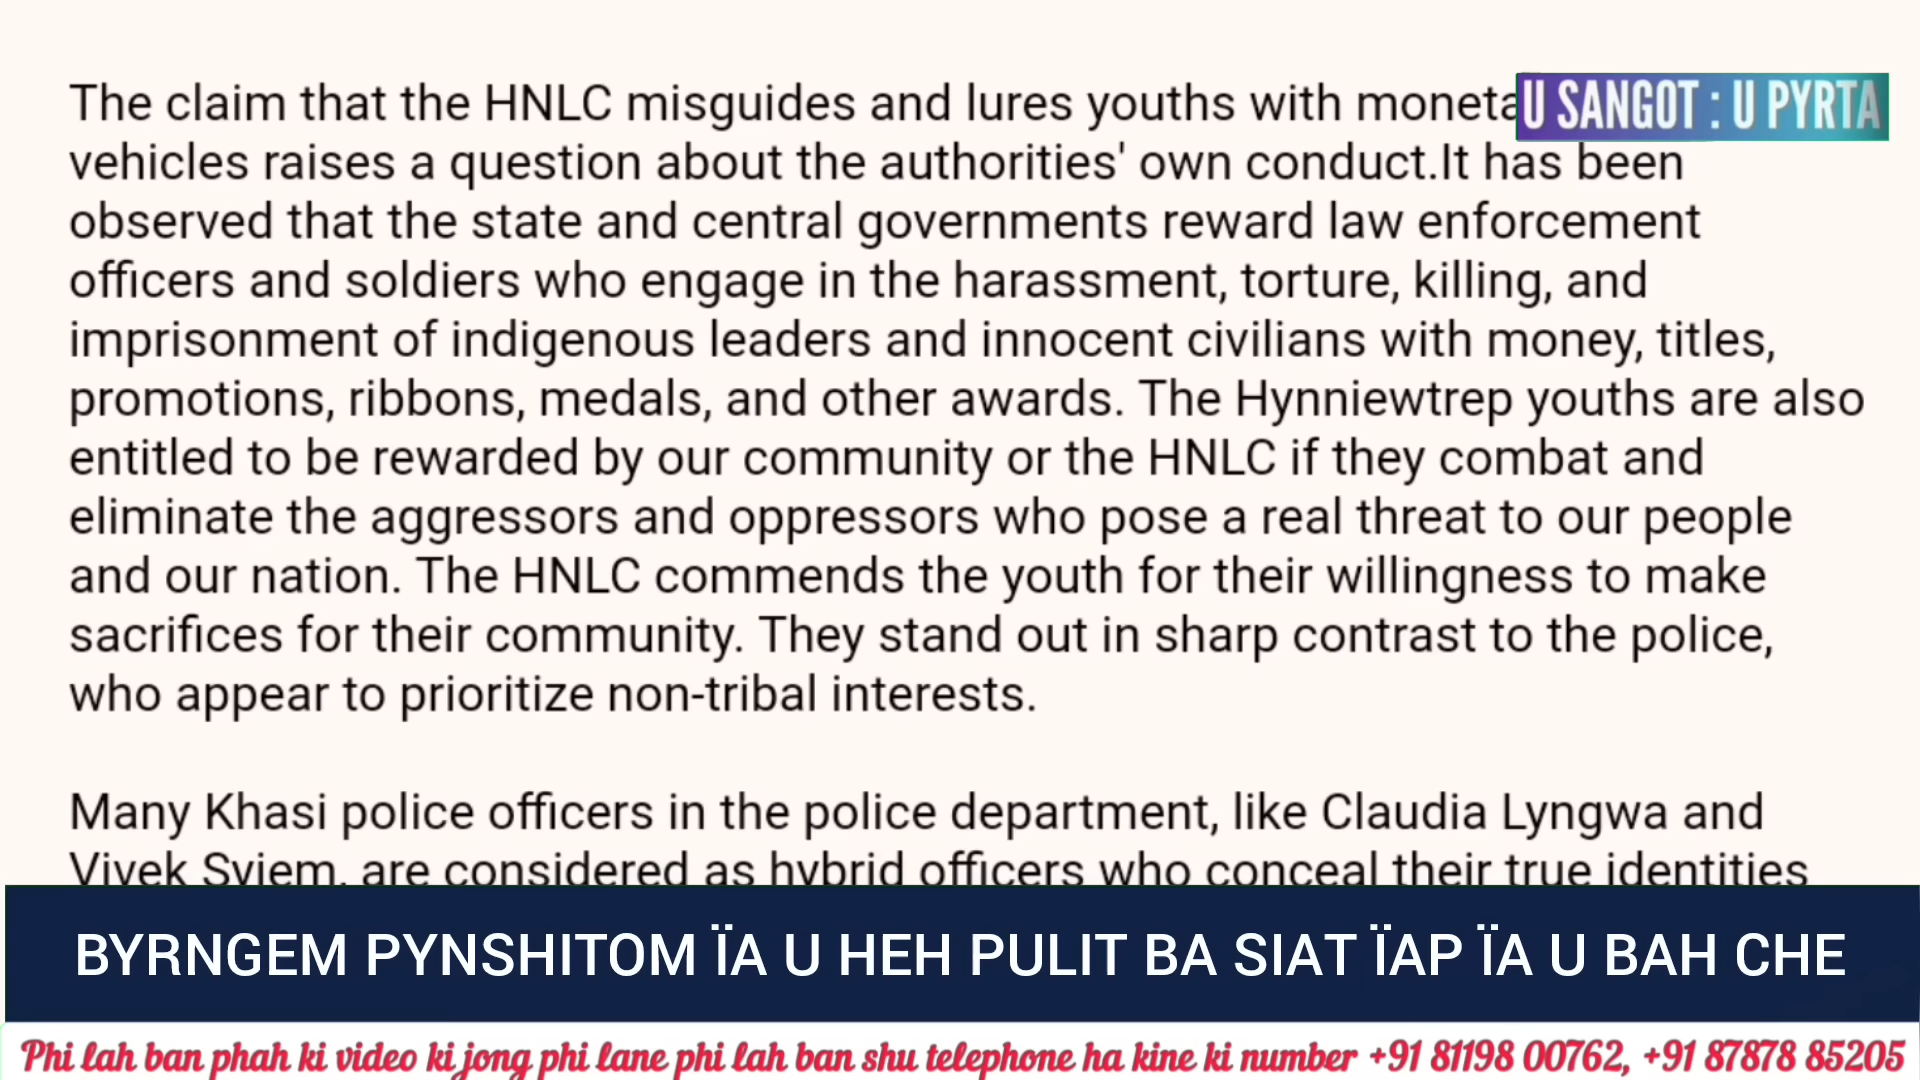 The claim that the HNLC misguides and lures youths with moneta
U SANGOT : U PYRTA
vehicles raises a question about the authorities' own conduct.It has been
observed that the state and central governments reward law enforcement
officers and soldiers who engage in the harassment, torture, killing, and
imprisonment of indigenous leaders and innocent civilians with money, titles,
promotions, ribbons, medals, and other awards. The Hynniewtrep youths are also
entitled to be rewarded by our community or the HNLC if they combat and
eliminate the aggressors and oppressors who pose a real threat to our people
and our nation. The HNLC commends the youth for their willingness to make
sacrifices for their community. They stand out in sharp contrast to the police,
who appear to prioritize non-tribal interests.
Many Khasi police officers in the police department, like Claudia Lyngwa and
Vivek Syiem, are considered as hybrid officers who conceal their true identities
BYRNGEM PYNSHITOM ÏA U HEH PULIT BA SIAT ÏAP ÏA U BAH CHE
Phi lah ban phah ki video ki jong phi lane phi lah ban shu telephone ha kine ki number +91 81198 00762, +91 87878 85205